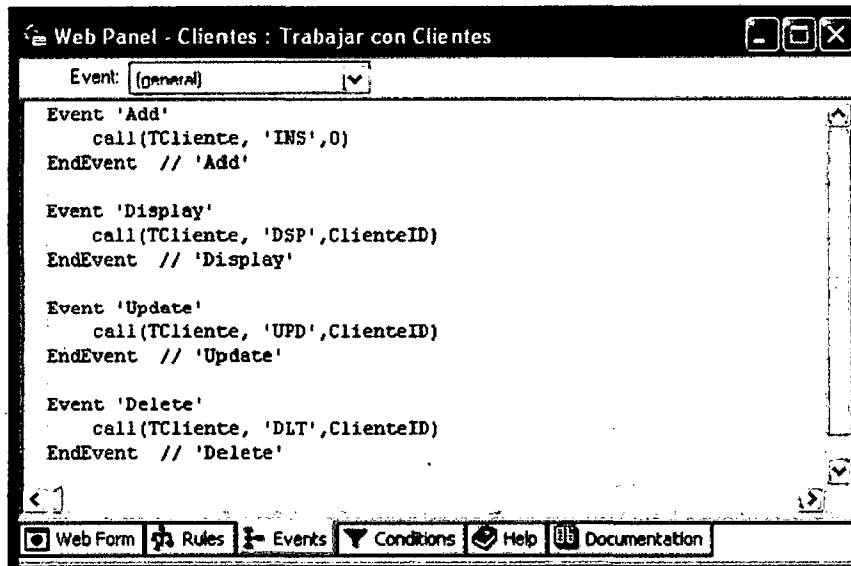 Web Panel - Clientes : Trabajar con Clientes
Event: (general)
Event 'Add'
call(TCliente, 'INS',0)
EndEvent // 'Add'
Event 'Display'
call(TCliente, 'DSP',ClienteID)
EndEvent // 'Display'
Event 'Update'
call(TCliente, 'UPD',ClienteID)
EndEvent // 'Update'
Event 'Delete'
call(TCliente, 'DLT',ClienteID)
EndEvent // 'Delete'
Web Form Rules Events Conditions Help Documentation